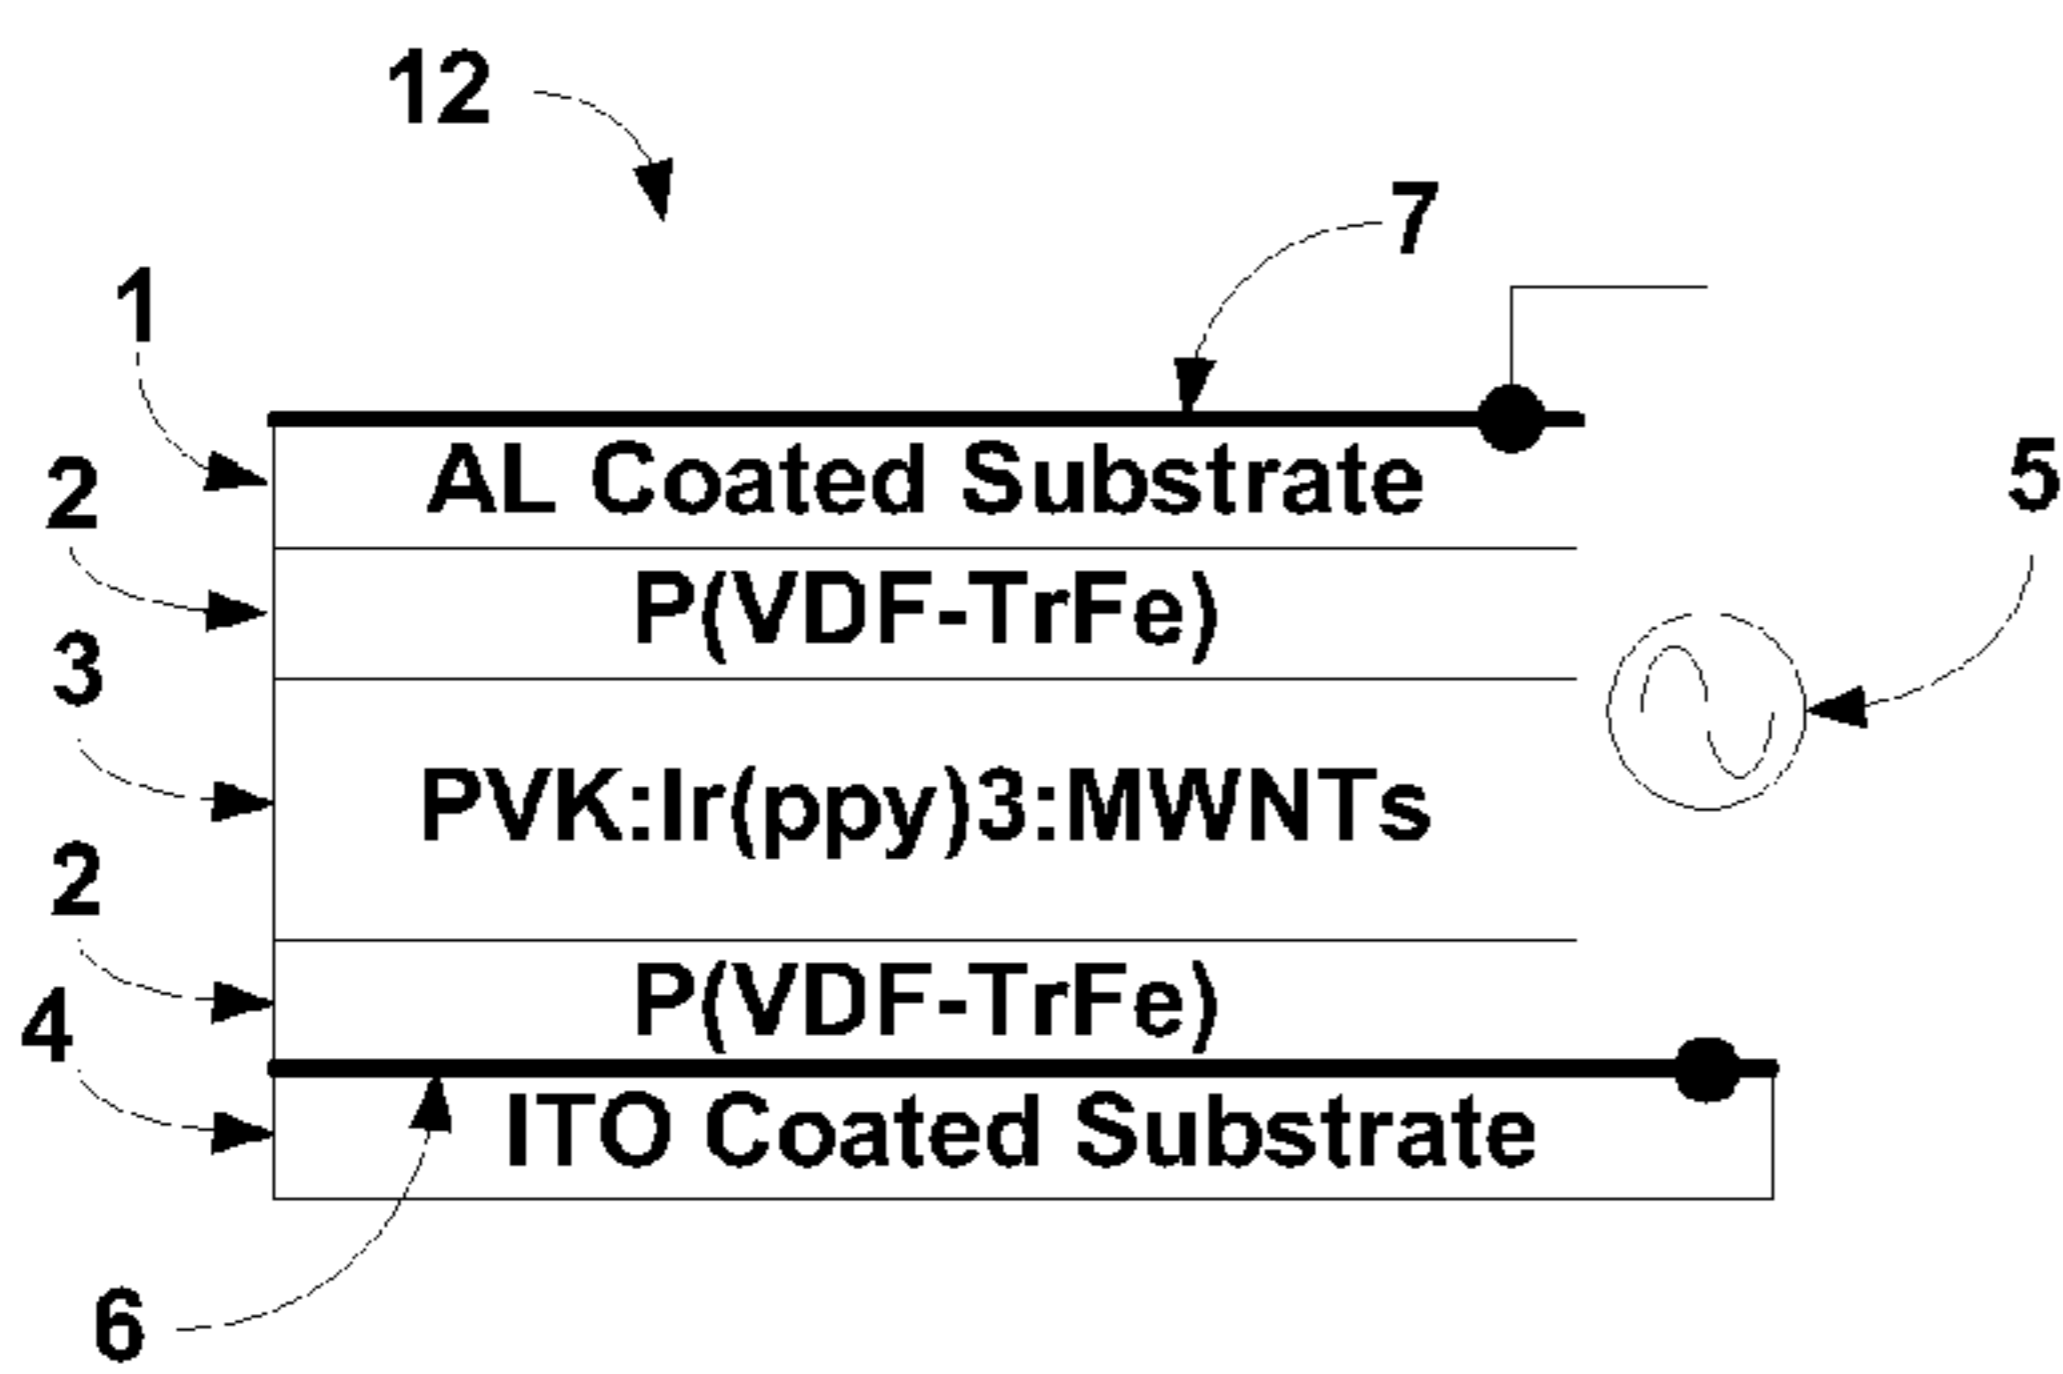 12
7
1
AL Coated Substrate
2
5
P(VDF-TrFe)
3
PVK:Ir(ppy)3:MWNTs
2
P(VDF-TrFe)
4
ITO Coated Substrate
6